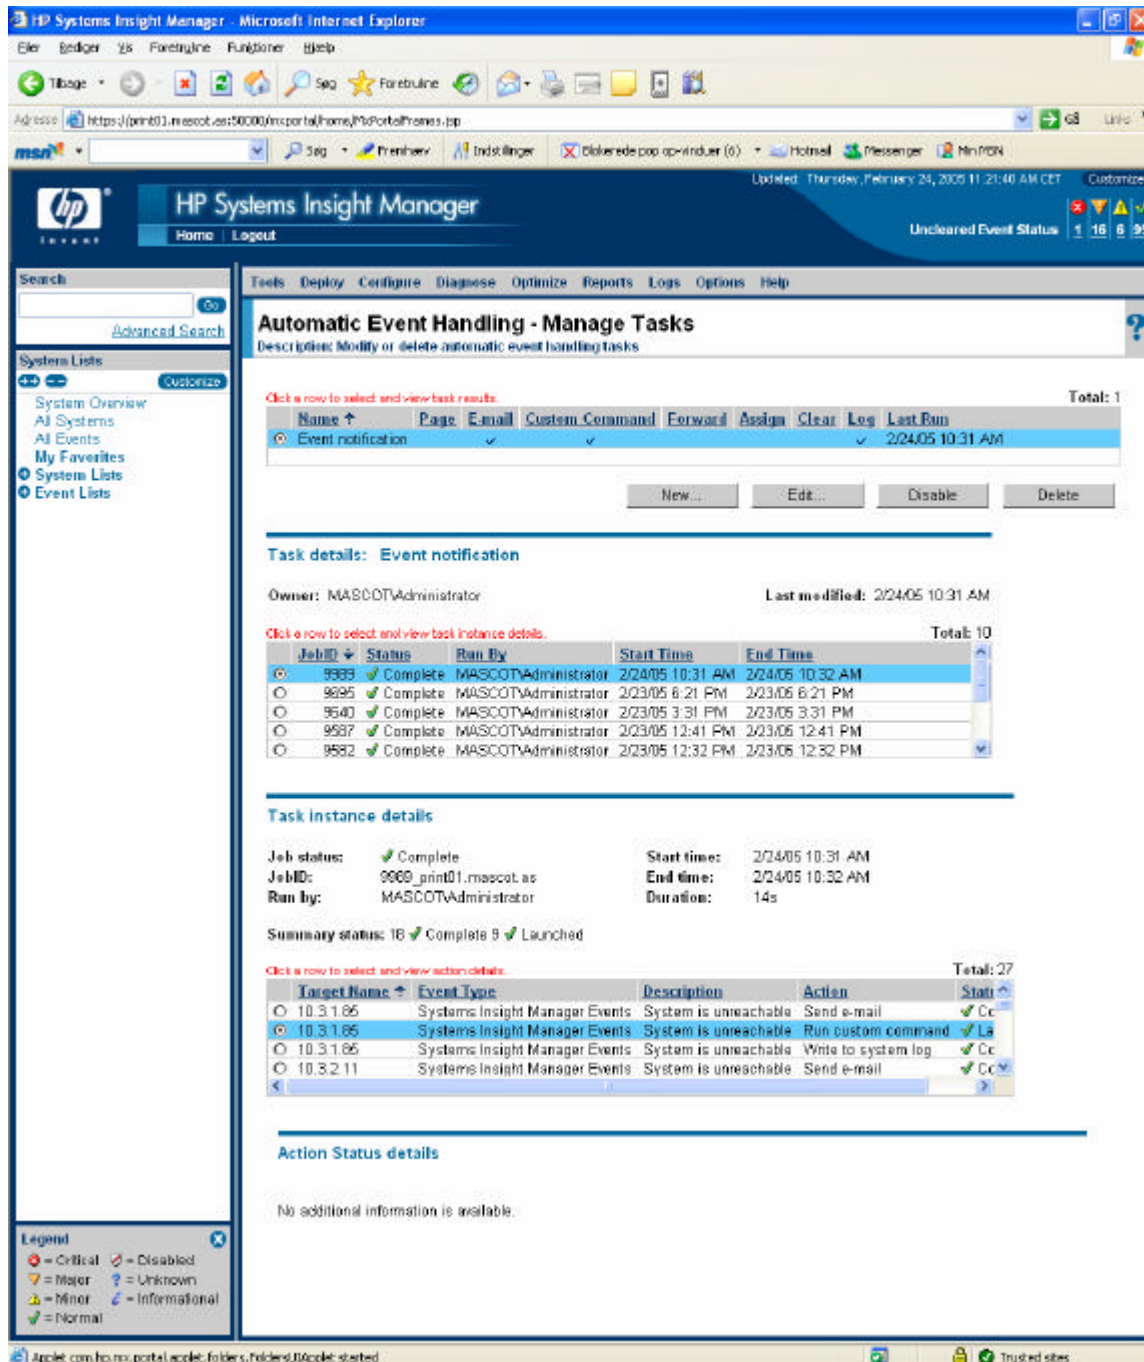 HP Systems Insight Manager - Microsoft Internet Explorer
Filer Rediger Vis Foretrukne Funktioner Hjælp
Tilbage Søg Foretrukne
Adresse https://print01.mascot.as:50000/mxportal/home/MxPortalFrames.jsp Gå
msn Søg Fremhæv Indstillinger Blokerede pop op-vinduer (6) Hotmail Messenger Min MSN
Updated: Thursday, February 24, 2005 11:21:40 AM CET Customize
hp
invent
HP Systems Insight Manager
Home | Logout
Uncleared Event Status 1 16 6
Search
Go
Advanced Search
System Lists
Customize
System Overview
All Systems
All Events
My Favorites
System Lists
Event Lists
Tools Deploy Configure Diagnose Optimize Reports Logs Options Help
Automatic Event Handling - Manage Tasks
Description: Modify or delete automatic event handling tasks
?
Click a row to select and view task results. Total: 1
Name Page E-mail Custom Command Forward Assign Clear Log Last Run
Event notification 2/24/05 10:31 AM
New... Edit... Disable Delete
Task details: Event notification
Owner: MASCOT\Administrator Last modified: 2/24/05 10:31 AM
Click a row to select and view task instance details. Total: 10
JobID Status Run By Start Time End Time
Complete MASCOT\Administrator 2/24/05 10:31 AM 2/24/05 10:32 AM
9695 Complete MASCOT\Administrator 2/23/05 6:21 PM 2/23/05 6:21 PM
9640 Complete MASCOT\Administrator 2/23/05 3:31 PM 2/23/05 3:31 PM
9587 Complete MASCOT\Administrator 2/23/05 12:41 PM 2/23/05 12:41 PM
9582 Complete MASCOT\Administrator 2/23/05 12:32 PM 2/23/05 12:32 PM
Task instance details
Job status: Complete Start time: 2/24/05 10:31 AM
JobID: End time: 2/24/05 10:32 AM
Run by: MASCOT\Administrator Duration: 14s
Summary status: 18 Complete 9 Launched
Click a row to select and view action details. Total: 27
Target Name Event Type Description Action Stat
10.3.1.85 Systems Insight Manager Events System is unreachable Send e-mail Cc
10.3.1.85 Systems Insight Manager Events System is unreachable Run custom command La
10.3.1.85 Systems Insight Manager Events System is unreachable Write to system log Cc
10.3.2.11 Systems Insight Manager Events System is unreachable Send e-mail Cc
Action Status details
No additional information is available.
Legend
= Critical = Disabled
= Major ? = Unknown
= Minor = Informational
= Normal
Applet com.hp.mx.portal.applet.folders.FoldersUIApplet started Trusted sites